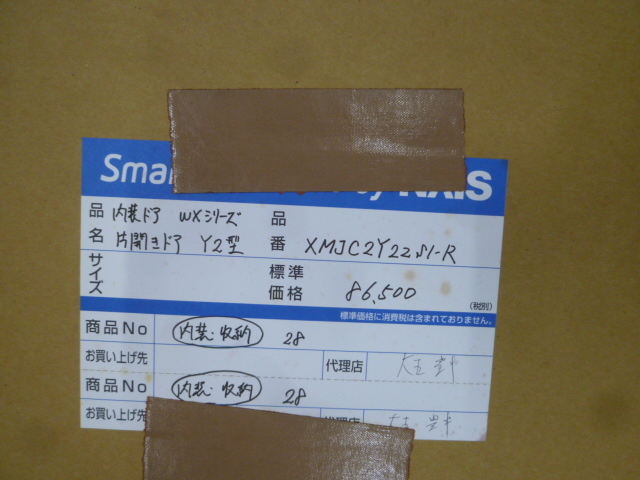 Smar
NAiS
品名 内装ドア WXシリーズ 片開きドア Y2型
品番 XMJC2Y22S1-R
サイズ
標準価格 86,500
(税別)
標準価格に消費税は含まれておりません。
商品No 内装・収納 28
お買い上げ先 代理店
商品No 内装・収納 28
お買い上げ先